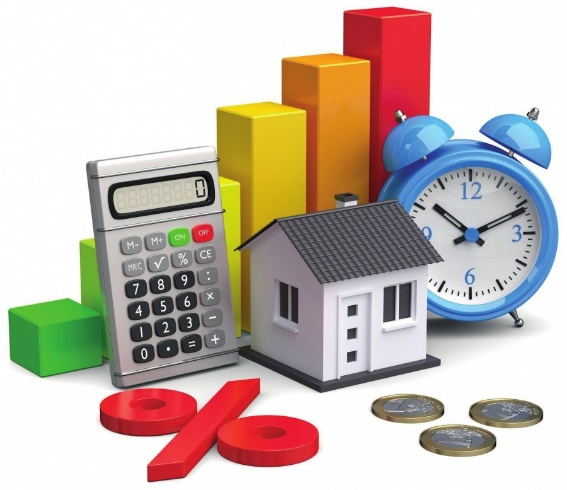 0
M- M+ ON OFF
MRC √ % CE
7 8 9 :
4 5 6 ×
1 2 3 -
0 . = +
12
9 3
6
%